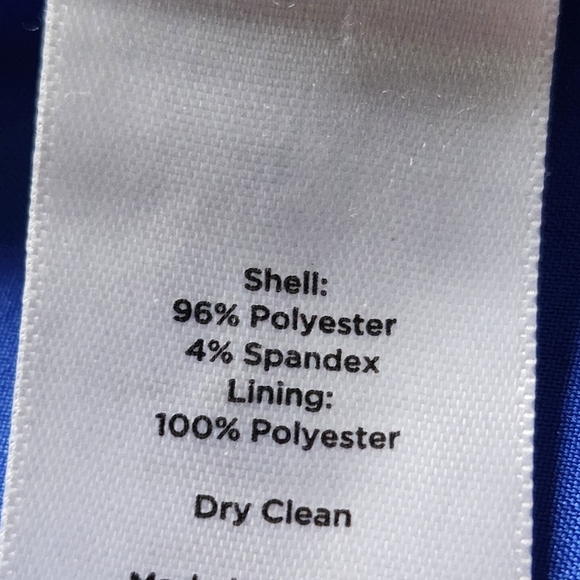 Shell:
96% Polyester
4% Spandex
Lining:
100% Polyester
Dry Clean